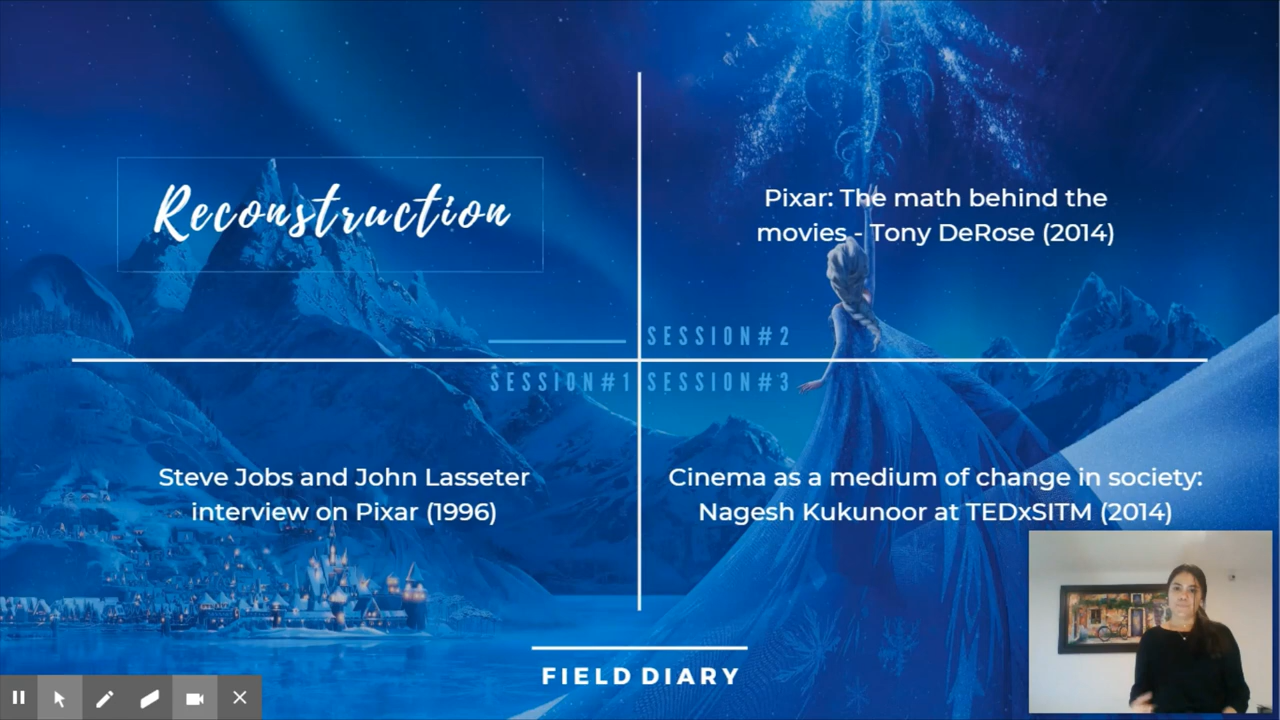 Reconstruction
Pixar: The math behind the
movies - Tony DeRose (2014)
SESSION#2
SESSION#1
SESSION#3
Steve Jobs and John Lasseter
interview on Pixar (1996)
Cinema as a medium of change in society:
Nagesh Kukunoor at TEDxSITM (2014)
FIELD DIARY